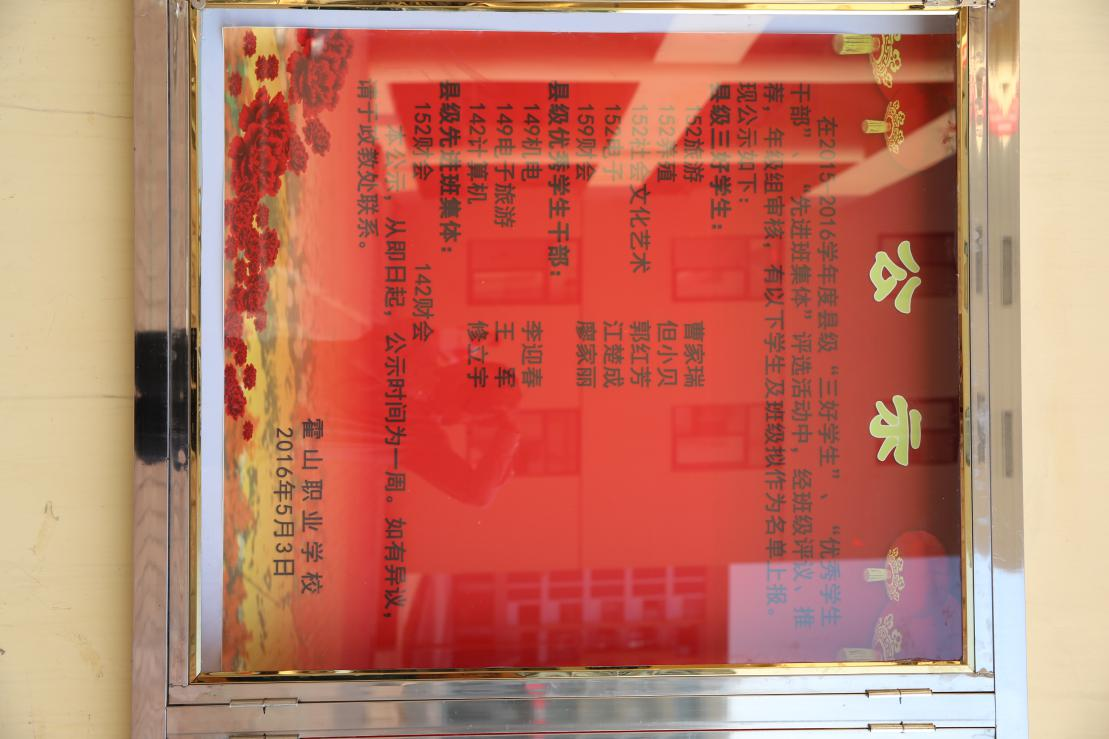 公示
在2015-2016学年度县级“三好学生”、“优秀学生
干部”、“先进班集体”评选活动中，经班级评议、推
荐，年级组审核，有以下学生及班级拟作为名单上报。
现公示如下：
县级三好学生：
152旅游 曹家瑞
152养殖 但小贝
152社会文化艺术 郭红芳
152电子 江楚成
159财会 廖家丽
县级优秀学生干部：
149机电 李迎春
149电子旅游 王军
142计算机 修立宇
县级先进班集体：
152财会 142财会
本公示，从即日起，公示时间为一周。如有异议，
请于政教处联系。
霍山职业学校
2016年5月3日